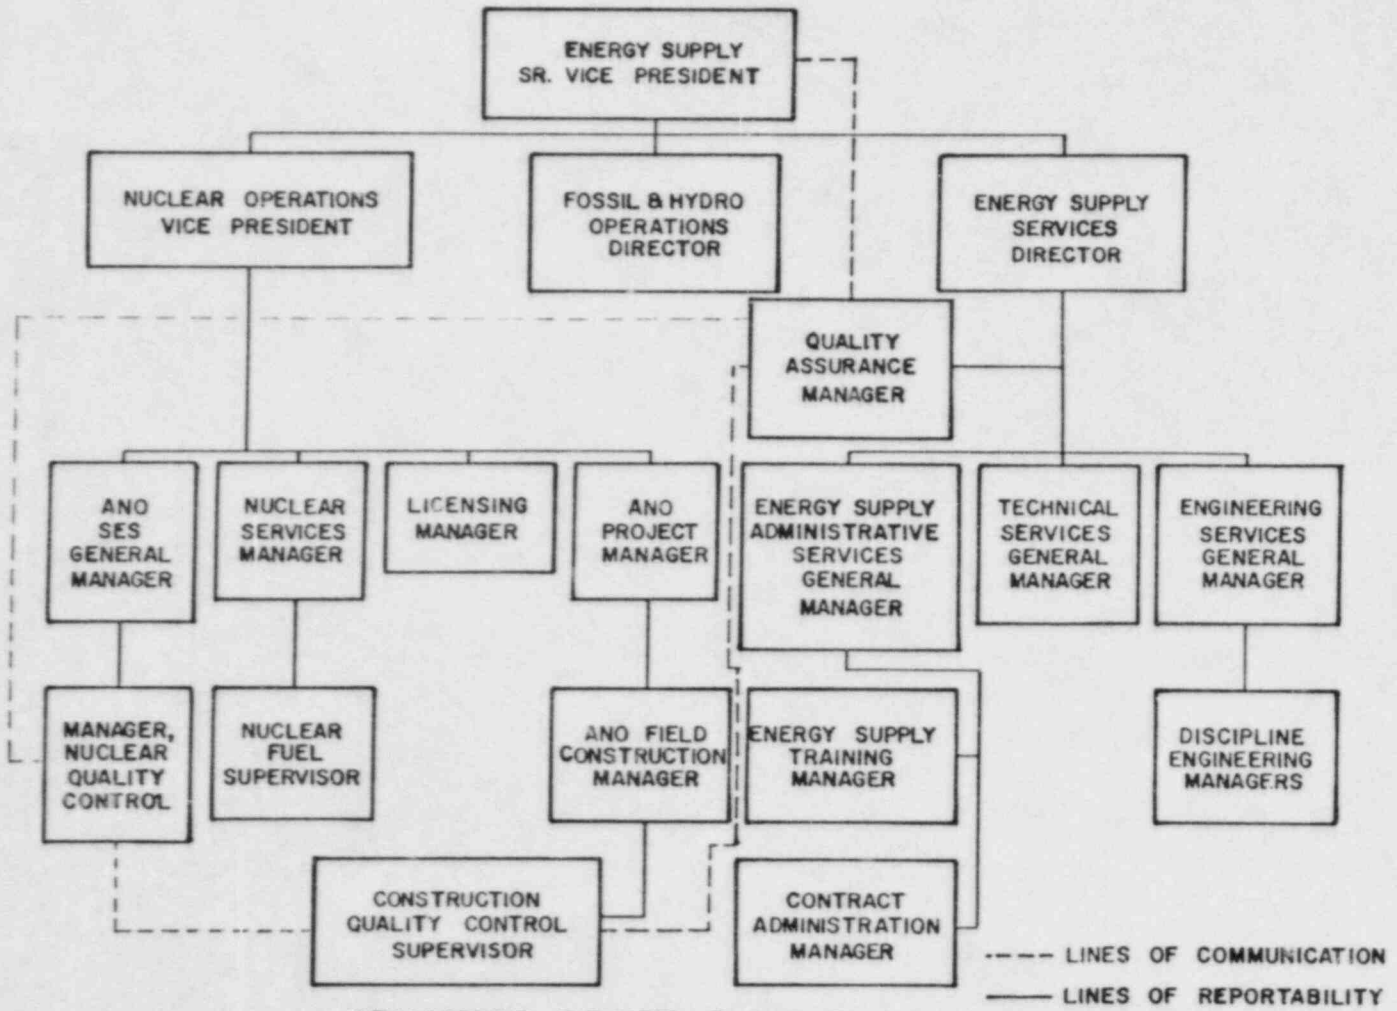 ENERGY SUPPLY
SR. VICE PRESIDENT
NUCLEAR OPERATIONS
VICE PRESIDENT
FOSSIL & HYDRO
OPERATIONS
DIRECTOR
ENERGY SUPPLY
SERVICES
DIRECTOR
QUALITY
ASSURANCE
MANAGER
ANO
SES
GENERAL
MANAGER
NUCLEAR
SERVICES
MANAGER
LICENSING
MANAGER
ANO
PROJECT
MANAGER
ENERGY SUPPLY
ADMINISTRATIVE
SERVICES
GENERAL
MANAGER
TECHNICAL
SERVICES
GENERAL
MANAGER
ENGINEERING
SERVICES
GENERAL
MANAGER
MANAGER,
NUCLEAR
QUALITY
CONTROL
NUCLEAR
FUEL
SUPERVISOR
ANO FIELD
CONSTRUCTION
MANAGER
ENERGY SUPPLY
TRAINING
MANAGER
DISCIPLINE
ENGINEERING
MANAGERS
CONSTRUCTION
QUALITY CONTROL
SUPERVISOR
CONTRACT
ADMINISTRATION
MANAGER
LINES OF COMMUNICATION
LINES OF REPORTABILITY